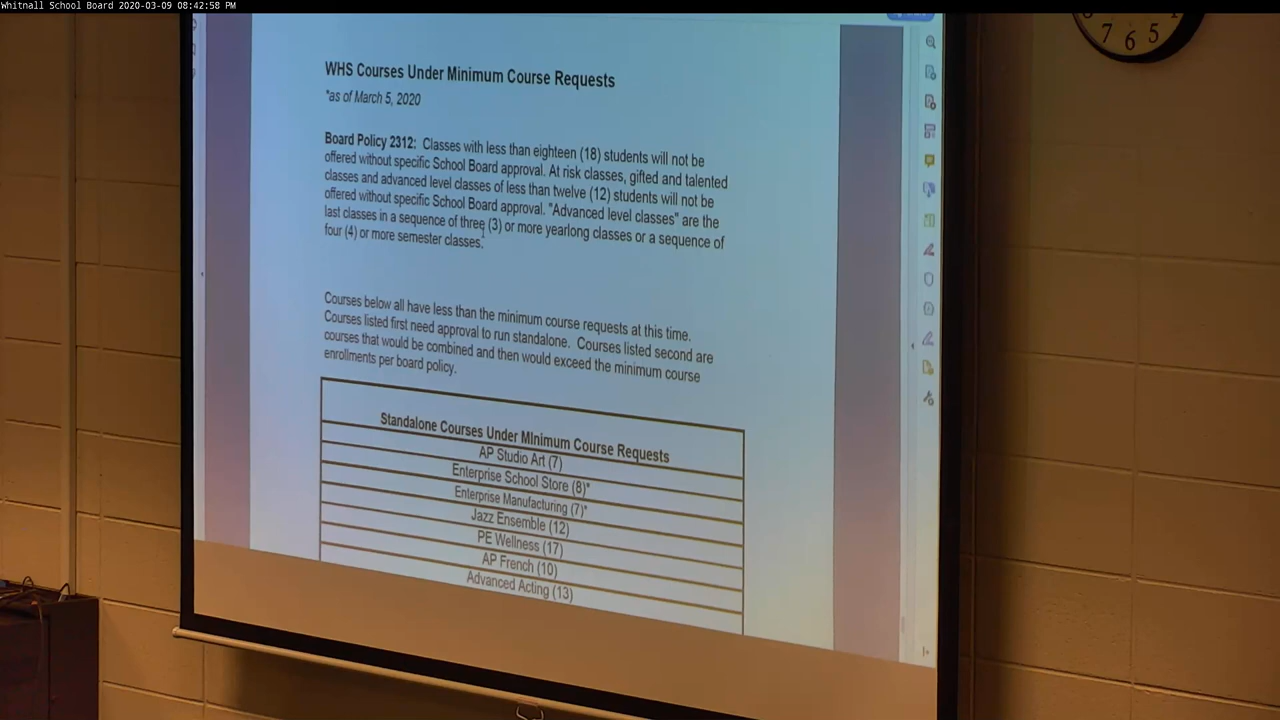 Whitnall School Board 2020-03-09 08:42:58 PM
7 6 5
WHS Courses Under Minimum Course Requests
*as of March 5, 2020
Board Policy 2312: Classes with less than eighteen (18) students will not be
offered without specific School Board approval. At risk classes, gifted and talented
classes and advanced level classes of less than twelve (12) students will not be
offered without specific School Board approval. "Advanced level classes" are the
last classes in a sequence of three (3) or more yearlong classes or a sequence of
four (4) or more semester classes.
Courses below all have less than the minimum course requests at this time.
Courses listed first need approval to run standalone. Courses listed second are
courses that would be combined and then would exceed the minimum course
enrollments per board policy.
Standalone Courses Under MInimum Course Requests
AP Studio Art (7)
Enterprise School Store (8)*
Enterprise Manufacturing (7)*
Jazz Ensemble (12)
PE Wellness (17)
AP French (10)
Advanced Acting (13)